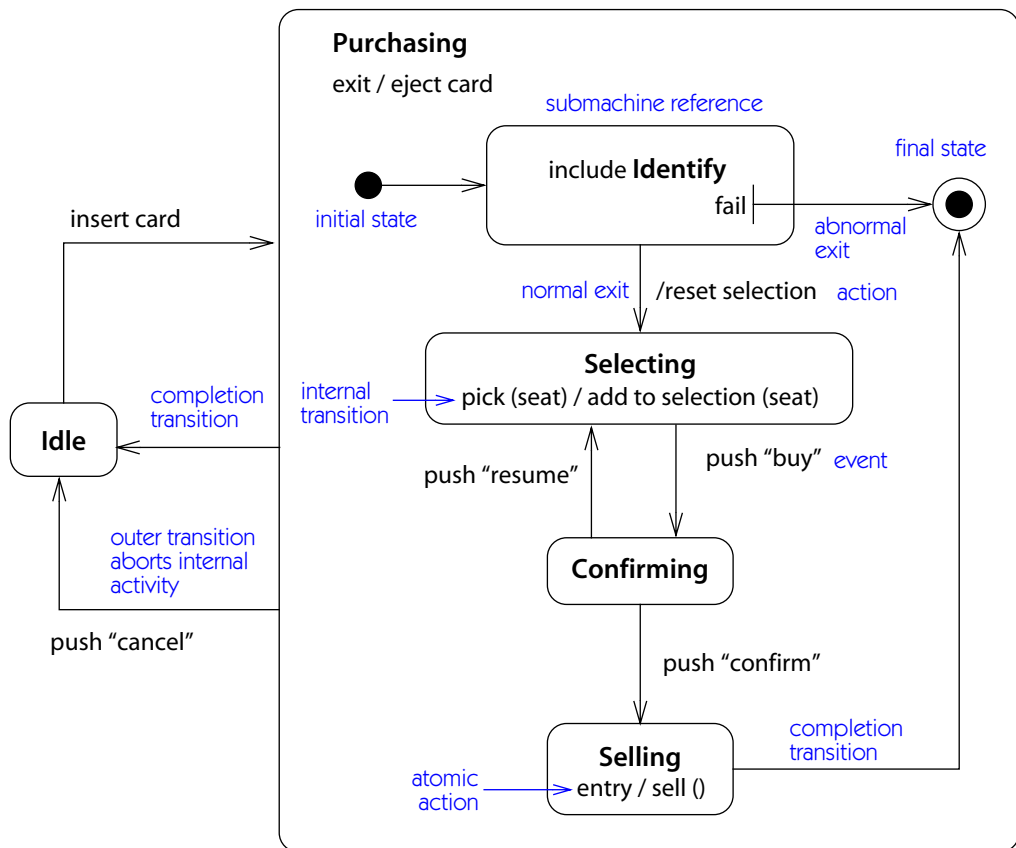 Purchasing
exit / eject card
submachine reference
final state
include Identify
fail
initial state
abnormal
exit
insert card
normal exit
/reset selection
action
Selecting
internal
transition
pick (seat) / add to selection (seat)
completion
transition
Idle
push “resume”
push “buy”
event
outer transition
aborts internal
activity
Confirming
push “cancel”
push “confirm”
Selling
entry / sell ()
completion
transition
atomic
action